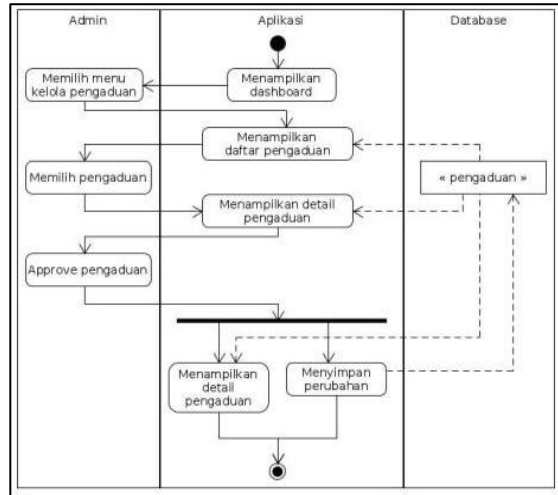 Admin
Aplikasi
Database
Menampilkan
dashboard
Memilih menu
kelola pengaduan
Menampilkan
daftar pengaduan
Memilih pengaduan
« pengaduan »
Menampilkan detail
pengaduan
Approve pengaduan
Menampilkan
detail
pengaduan
Menyimpan
perubahan